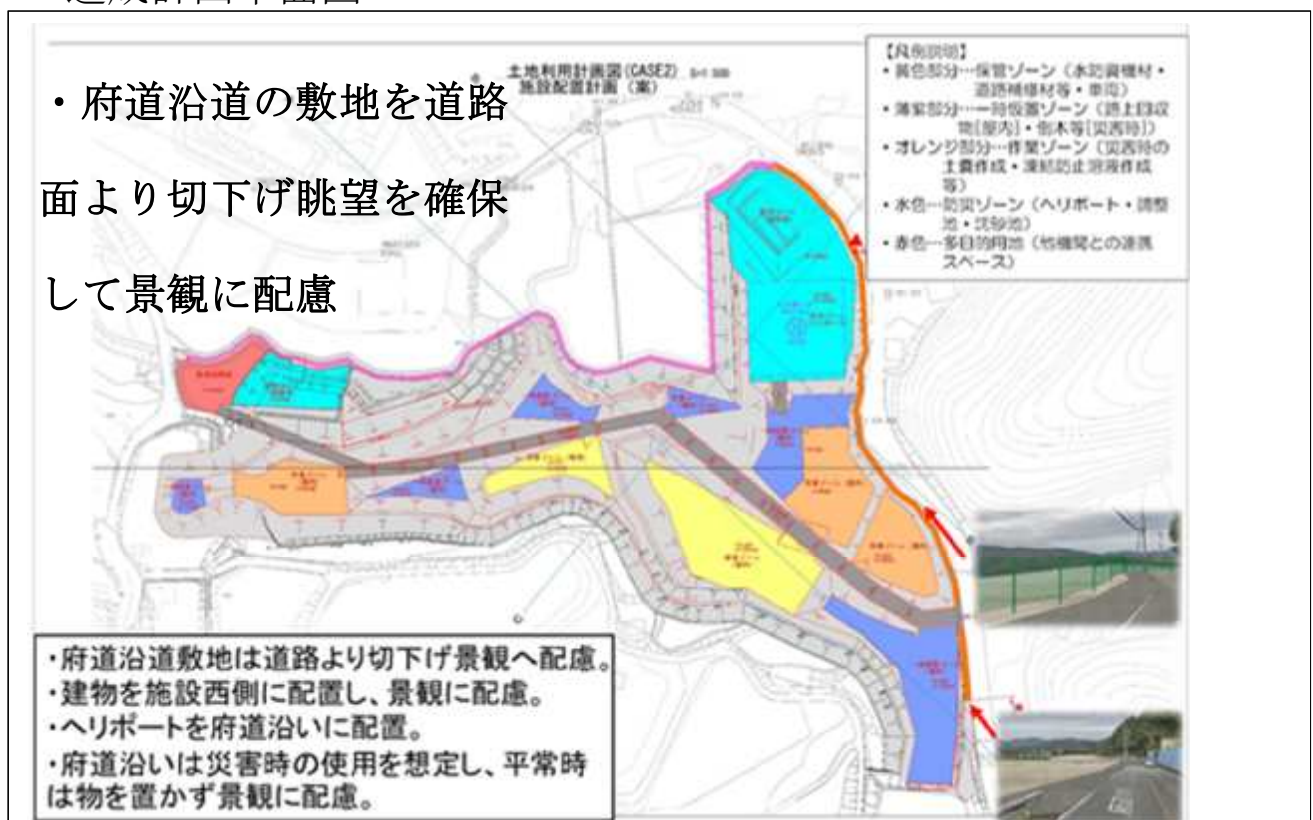 造成計画平面図
土地利用計画図(CASE2)
施設配置計画(案)
・府道沿道の敷地を道路
面より切下げ眺望を確保
して景観に配慮
【凡例説明】
・黄色部分…保管ゾーン(水防資機材・
道路補修材等・車両)
・薄紫部分…一時仮置ゾーン(路上回収
物[屋内]・倒木等[災害時])
・オレンジ部分…作業ゾーン(災害時の
土嚢作成・凍結防止溶液作成
等)
・水色…防災ゾーン(ヘリポート・調整
池・沈砂池)
・赤色…多目的用地(他機関との連携
スペース)
・府道沿道敷地は道路より切下げ景観へ配慮。
・建物を施設西側に配置し、景観に配慮。
・ヘリポートを府道沿いに配置。
・府道沿いは災害時の使用を想定し、平常時
は物を置かず景観に配慮。